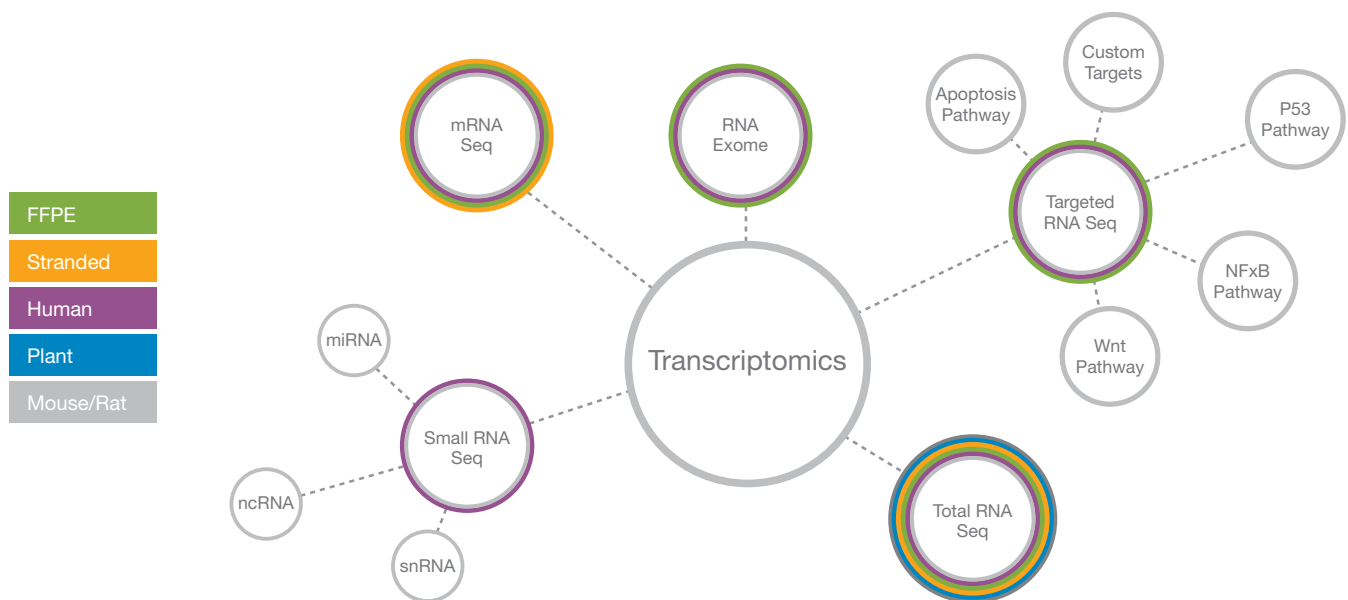 FFPE
Stranded
Human
Plant
Mouse/Rat
mRNA
Seq
RNA
Exome
Apoptosis
Pathway
Custom
Targets
P53
Pathway
Targeted
RNA Seq
NFxB
Pathway
Wnt
Pathway
Transcriptomics
miRNA
Small RNA
Seq
ncRNA
snRNA
Total RNA
Seq